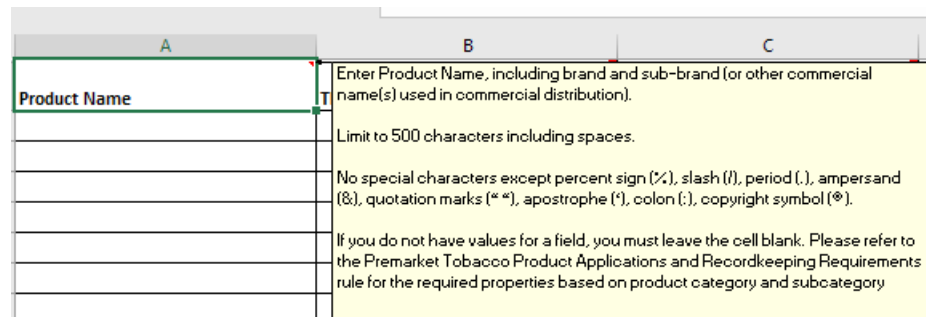 A B C
Product Name
Enter Product Name, including brand and sub-brand (or other commercial
name(s) used in commercial distribution).
Limit to 500 characters including spaces.
No special characters except percent sign (%), slash (/), period (.), ampersand
(&), quotation marks (“ “), apostrophe (‘), colon (:), copyright symbol (®).
If you do not have values for a field, you must leave the cell blank. Please refer to
the Premarket Tobacco Product Applications and Recordkeeping Requirements
rule for the required properties based on product category and subcategory